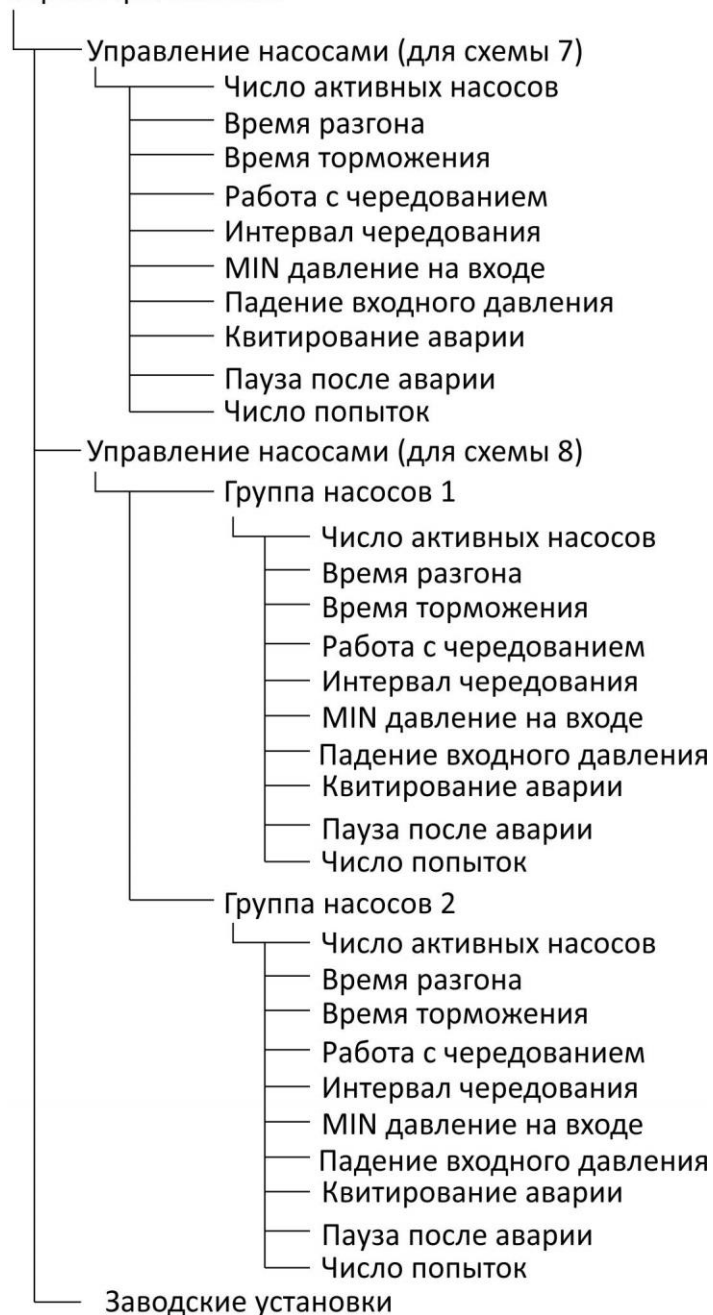 Управление насосами (для схемы 7)
Число активных насосов
Время разгона
Время торможения
Работа с чередованием
Интервал чередования
MIN давление на входе
Падение входного давления
Квитирование аварии
Пауза после аварии
Число попыток
Управление насосами (для схемы 8)
Группа насосов 1
Число активных насосов
Время разгона
Время торможения
Работа с чередованием
Интервал чередования
MIN давление на входе
Падение входного давления
Квитирование аварии
Пауза после аварии
Число попыток
Группа насосов 2
Число активных насосов
Время разгона
Время торможения
Работа с чередованием
Интервал чередования
MIN давление на входе
Падение входного давления
Квитирование аварии
Пауза после аварии
Число попыток
Заводские установки